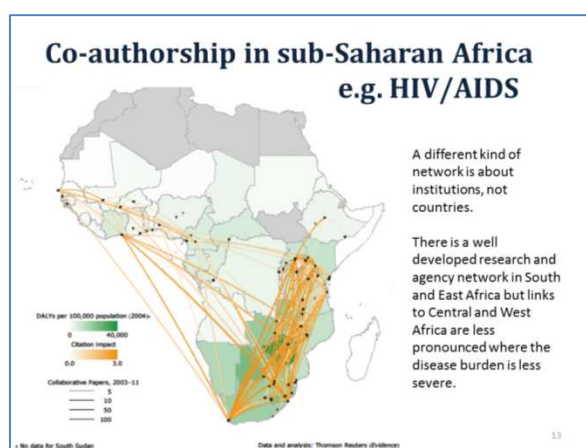 Co-authorship in sub-Saharan Africa
e.g. HIV/AIDS
A different kind of
network is about
institutions, not
countries.
There is a well
developed research and
agency network in South
and East Africa but links
to Central and West
Africa are less
pronounced where the
disease burden is less
severe.
DALYs per 100,000 population (2004)*
0 40,000
Citation Impact
0.0 3.0
Collaborative Papers, 2003-11
5
10
50
100
* No data for South Sudan
Data and analysis: Thomson Reuters (Evidence)
13